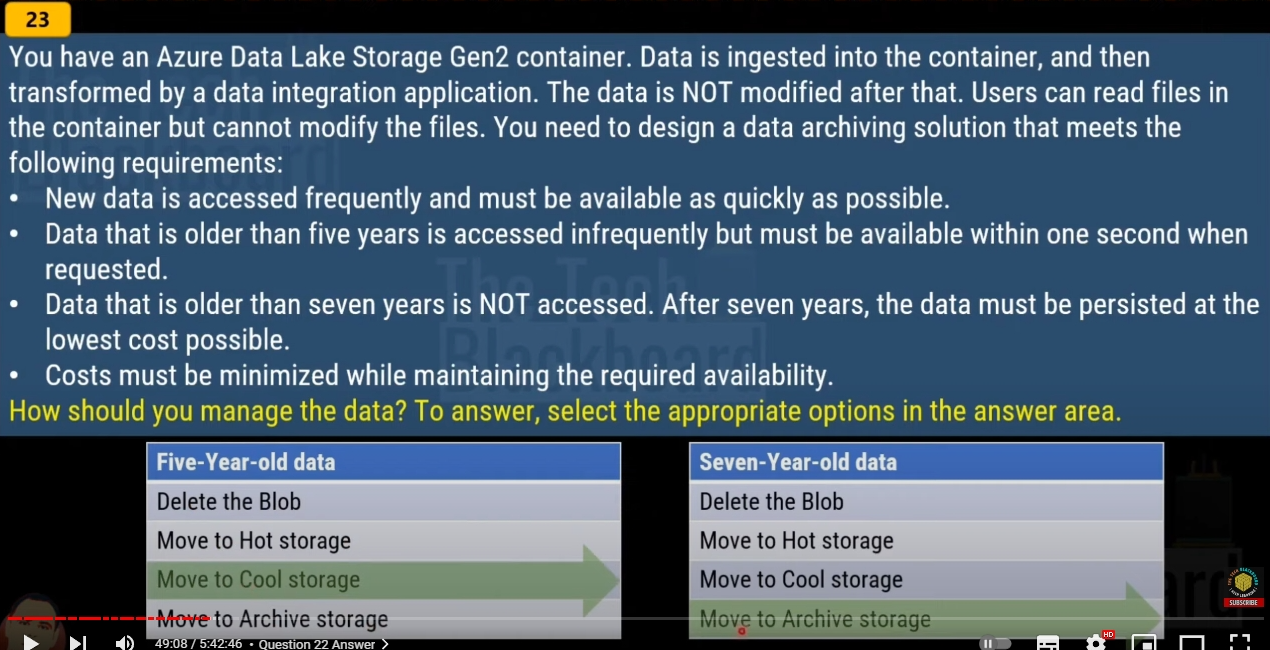 23
You have an Azure Data Lake Storage Gen2 container. Data is ingested into the container, and then
transformed by a data integration application. The data is NOT modified after that. Users can read files in
the container but cannot modify the files. You need to design a data archiving solution that meets the
following requirements:
• New data is accessed frequently and must be available as quickly as possible.
• Data that is older than five years is accessed infrequently but must be available within one second when
requested.
• Data that is older than seven years is NOT accessed. After seven years, the data must be persisted at the
lowest cost possible.
• Costs must be minimized while maintaining the required availability.
How should you manage the data? To answer, select the appropriate options in the answer area.
Five-Year-old data
Delete the Blob
Move to Hot storage
Move to Cool storage
Move to Archive storage
Seven-Year-old data
Delete the Blob
Move to Hot storage
Move to Cool storage
Move to Archive storage
The Tech
Blackboard
SUBSCRIBE
49:08 / 5:42:46 • Question 22 Answer
HD